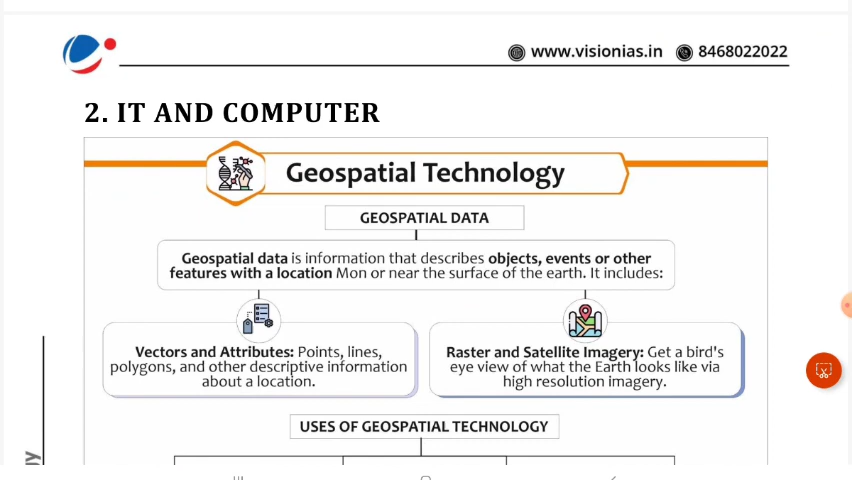 www.visionias.in 8468022022
2. IT AND COMPUTER
Geospatial Technology
GEOSPATIAL DATA
Geospatial data is information that describes objects, events or other
features with a location Mon or near the surface of the earth. It includes:
Vectors and Attributes: Points, lines,
polygons, and other descriptive information
about a location.
Raster and Satellite Imagery: Get a bird's
eye view of what the Earth looks like via
high resolution imagery.
USES OF GEOSPATIAL TECHNOLOGY